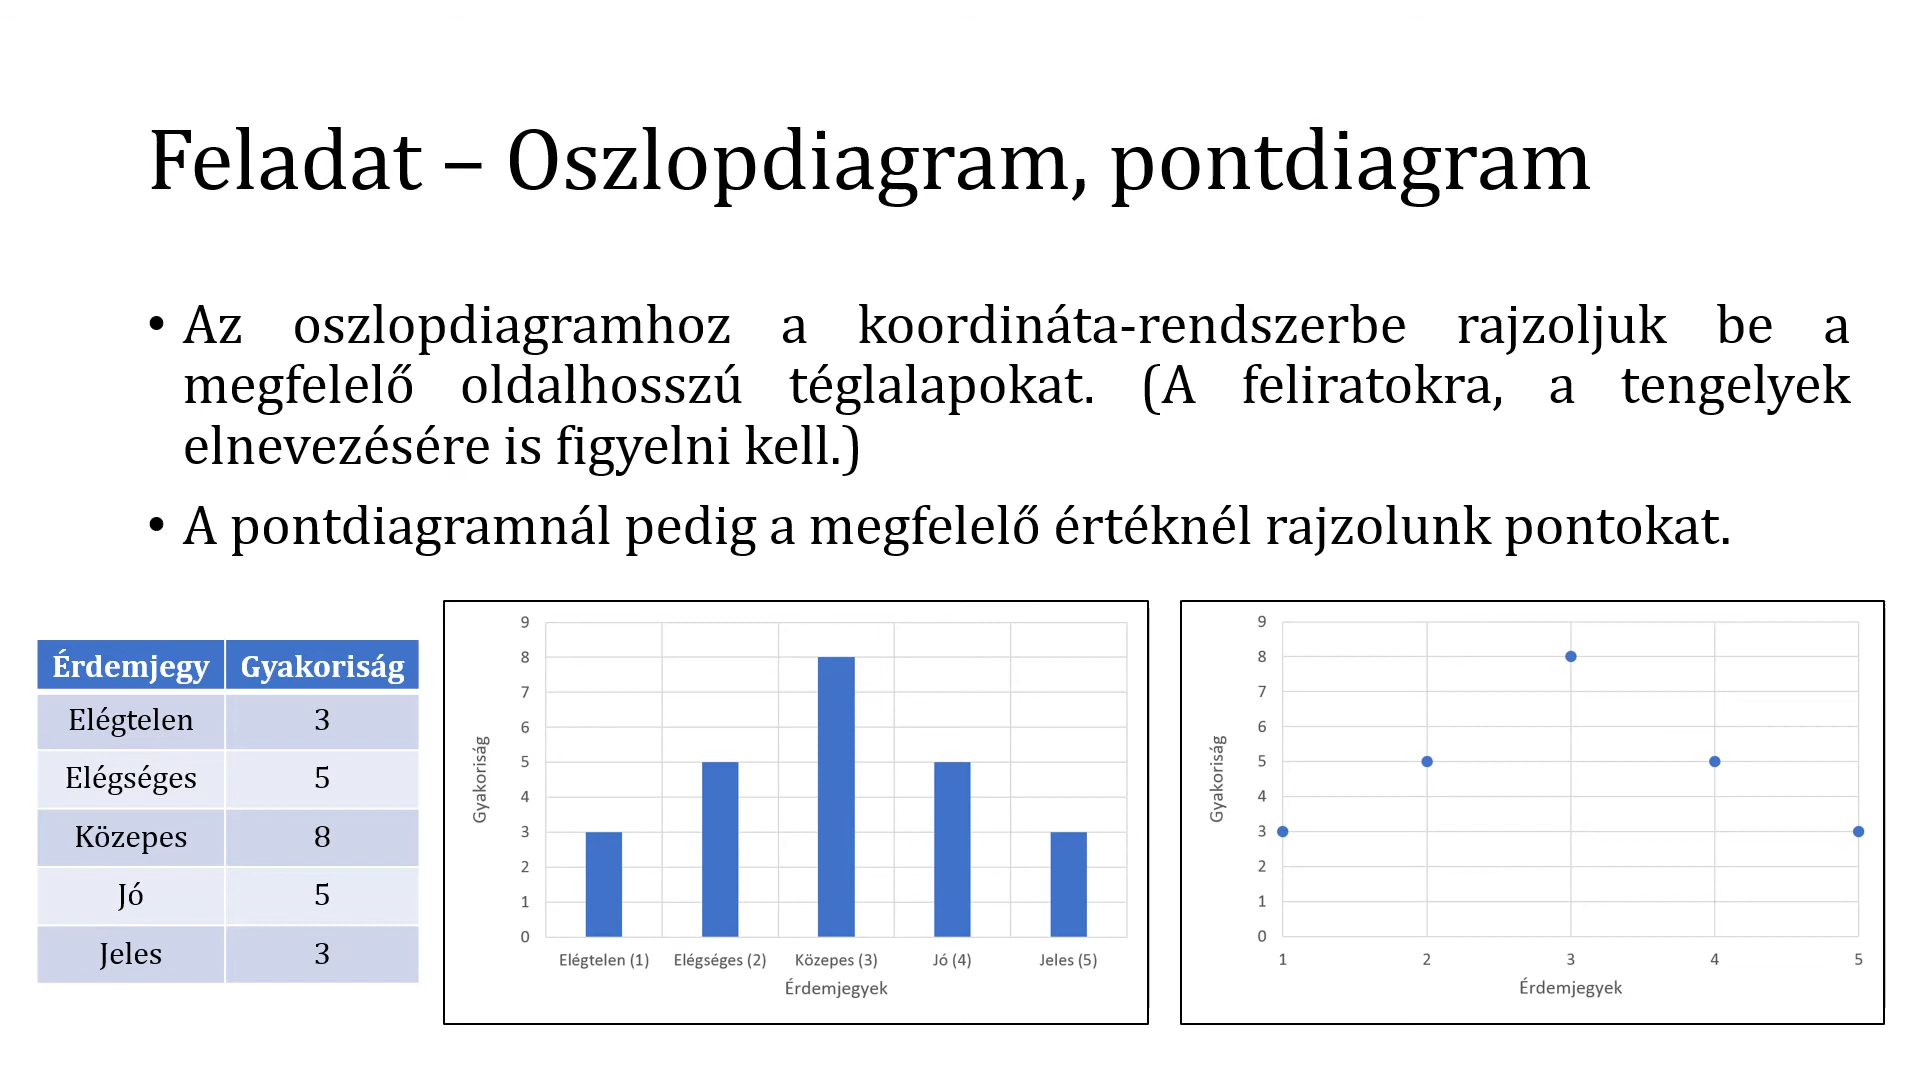 Feladat – Oszlopdiagram, pontdiagram
• Az oszlopdiagramhoz a koordináta-rendszerbe rajzoljuk be a
megfelelő oldalhosszú téglalapokat. (A feliratokra, a tengelyek
elnevezésére is figyelni kell.)
• A pontdiagramnál pedig a megfelelő értéknél rajzolunk pontokat.
Érdemjegy Gyakoriság
Elégtelen 3
Elégséges 5
Közepes 8
Jó 5
Jeles 3
9
8
7
6
5
4
3
2
1
0
Gyakoriság
Elégtelen (1) Elégséges (2) Közepes (3) Jó (4) Jeles (5)
Érdemjegyek
9
8
7
6
5
4
3
2
1
0
Gyakoriság
1 2 3 4 5
Érdemjegyek